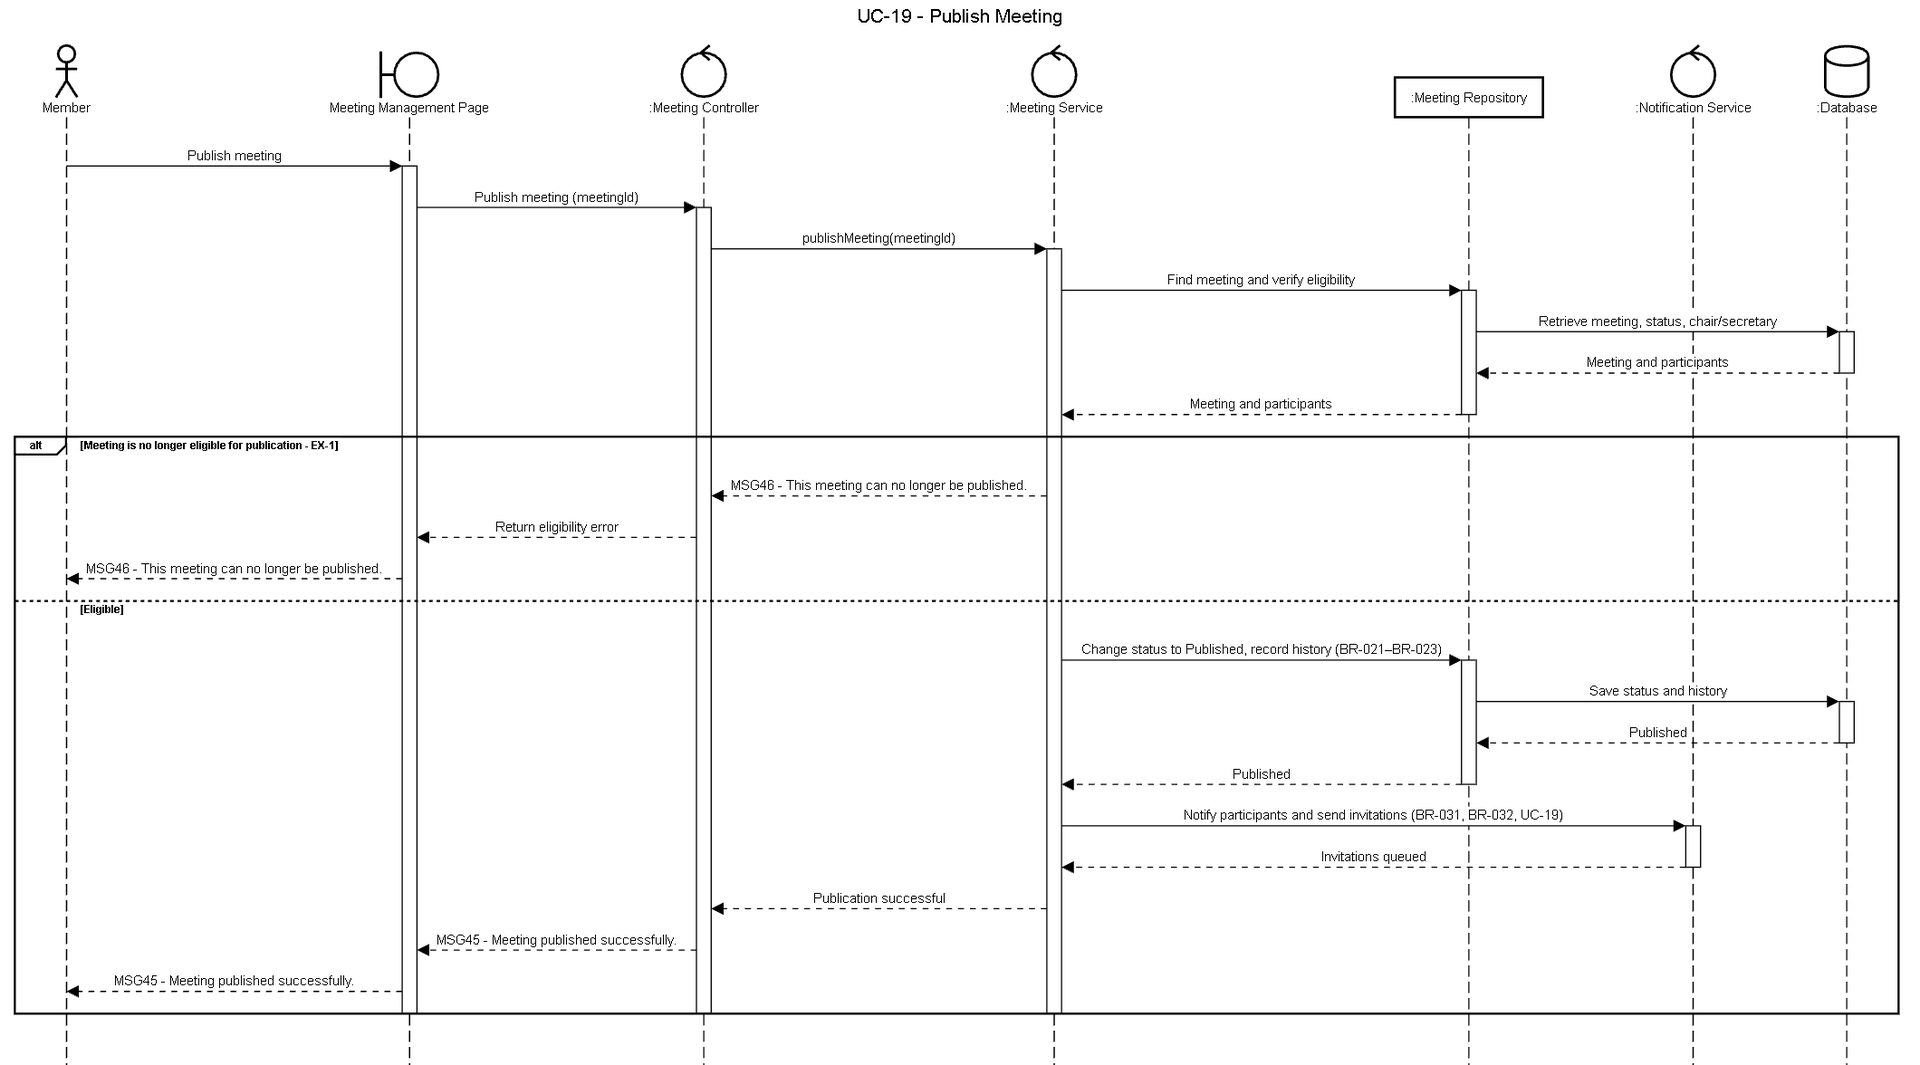 UC-19 - Publish Meeting
Member
Meeting Management Page
:Meeting Controller
:Meeting Service
:Meeting Repository
:Notification Service
:Database
Publish meeting
Publish meeting (meetingId)
publishMeeting(meetingId)
Find meeting and verify eligibility
Retrieve meeting, status, chair/secretary
Meeting and participants
Meeting and participants
alt
[Meeting is no longer eligible for publication - EX-1]
MSG46 - This meeting can no longer be published.
Return eligibility error
MSG46 - This meeting can no longer be published.
[Eligible]
Change status to Published, record history (BR-021–BR-023)
Save status and history
Published
Published
Notify participants and send invitations (BR-031, BR-032, UC-19)
Invitations queued
Publication successful
MSG45 - Meeting published successfully.
MSG45 - Meeting published successfully.